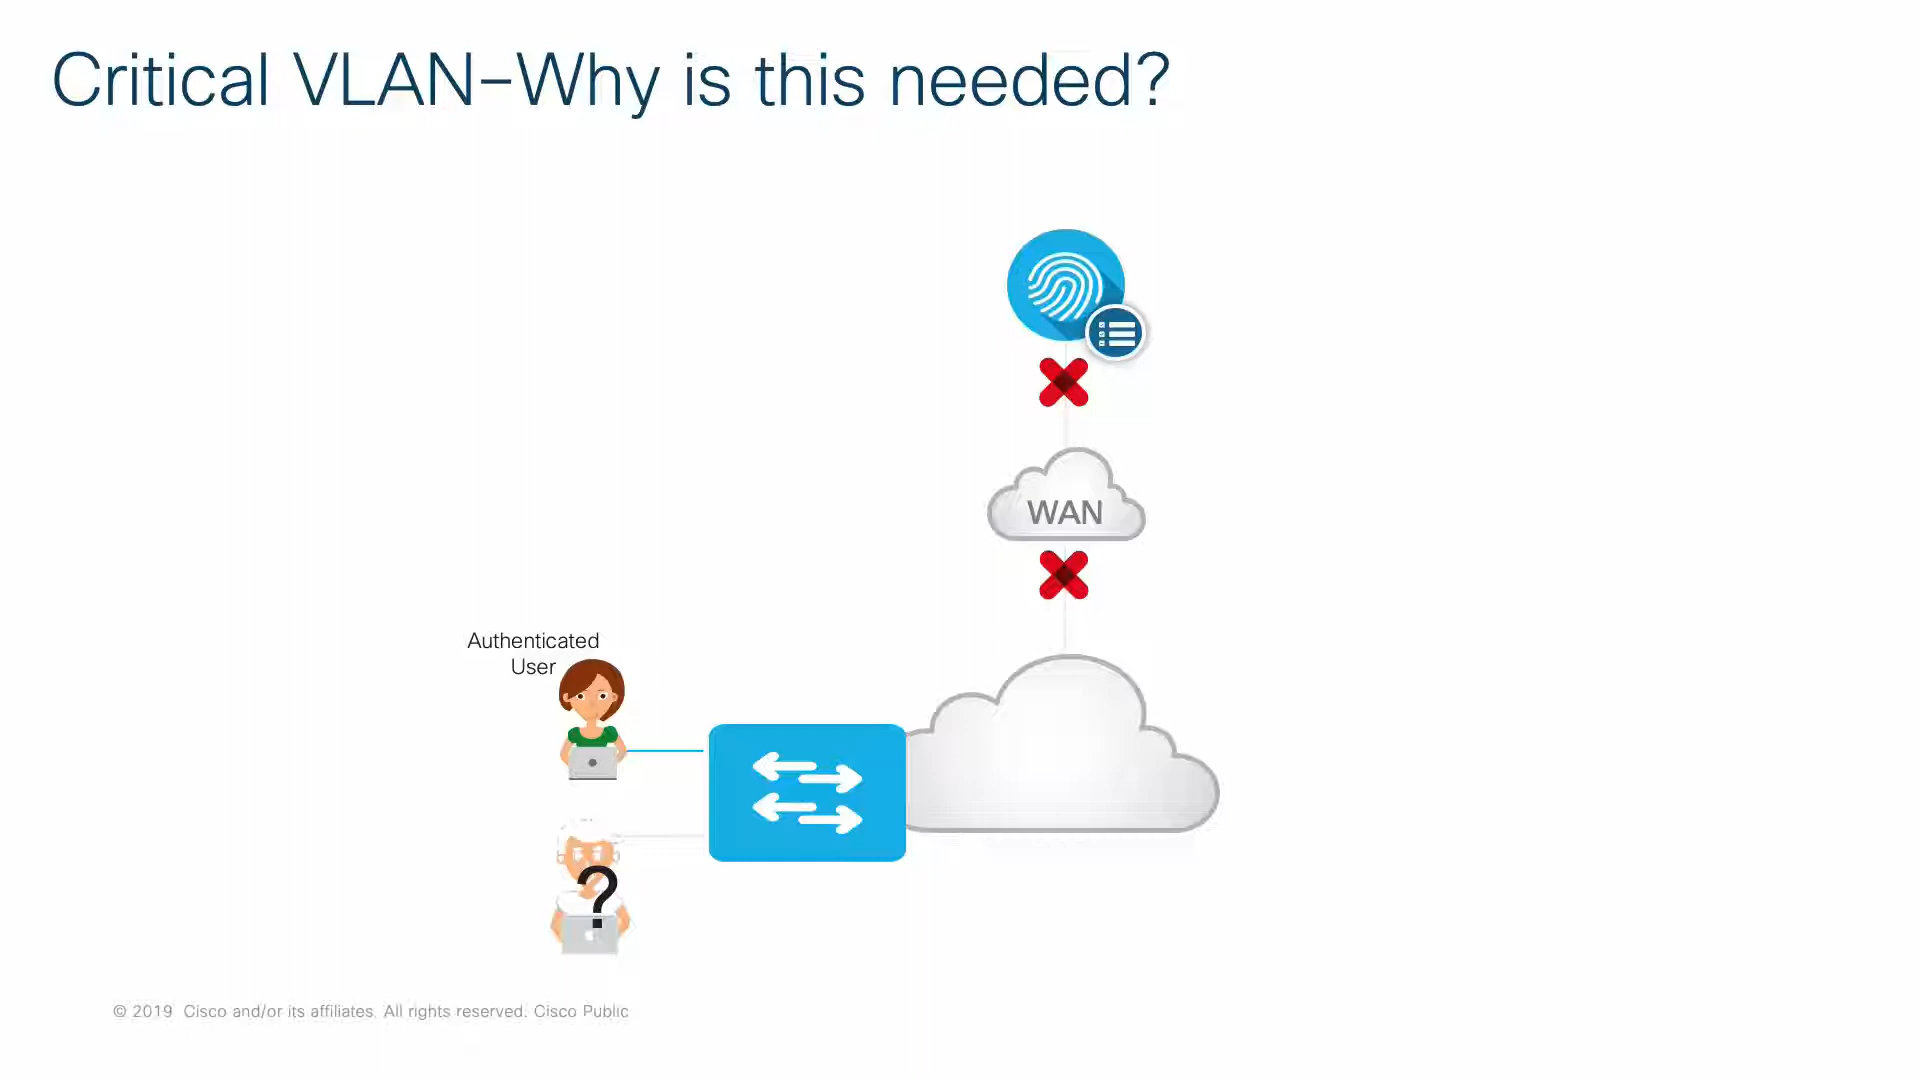 Critical VLAN–Why is this needed?
WAN
Authenticated
User
?
© 2019 Cisco and/or its affiliates. All rights reserved. Cisco Public